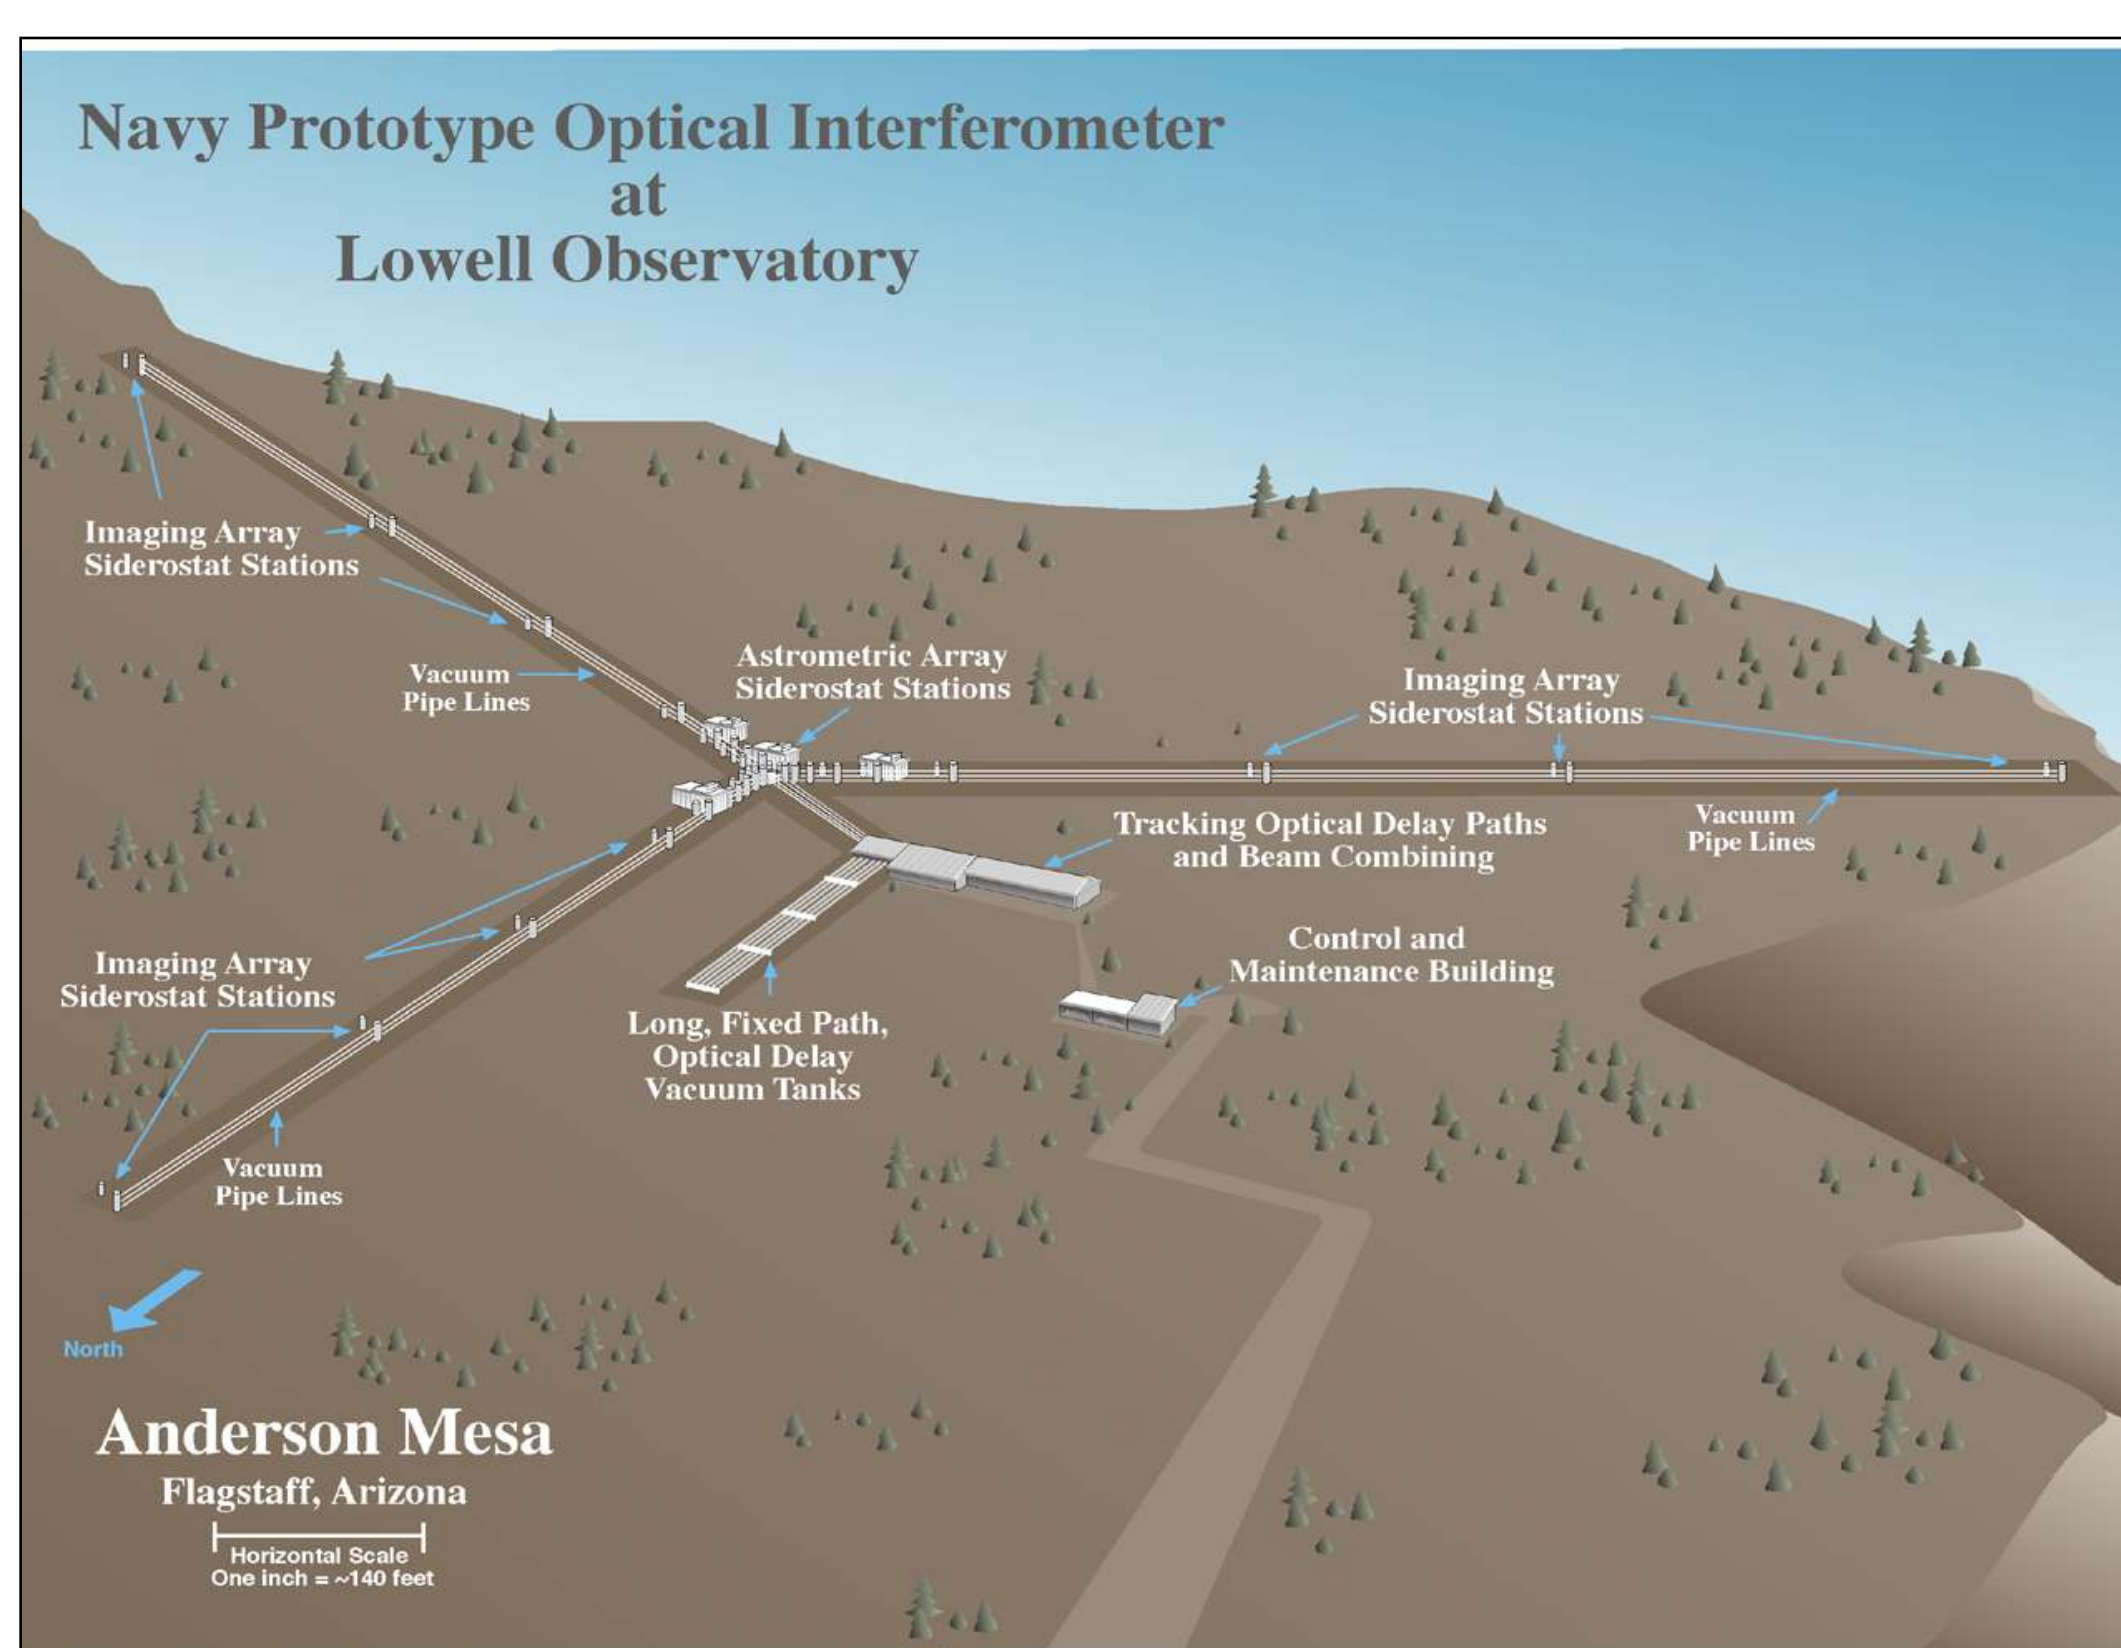 Navy Prototype Optical Interferometer
at
Lowell Observatory
Imaging Array
Siderostat Stations
Vacuum
Pipe Lines
Astrometric Array
Siderostat Stations
Imaging Array
Siderostat Stations
Vacuum
Pipe Lines
Tracking Optical Delay Paths
and Beam Combining
Control and
Maintenance Building
Imaging Array
Siderostat Stations
Long, Fixed Path,
Optical Delay
Vacuum Tanks
Vacuum
Pipe Lines
North
Anderson Mesa
Flagstaff, Arizona
Horizontal Scale
One inch = ~140 feet